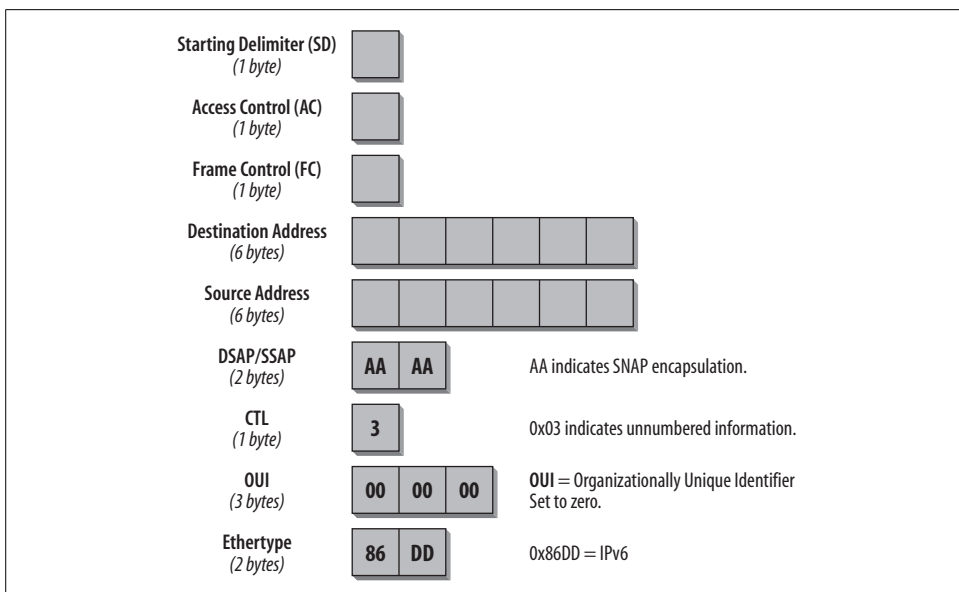 Starting Delimiter (SD)
(1 byte)
Access Control (AC)
(1 byte)
Frame Control (FC)
(1 byte)
Destination Address
(6 bytes)
Source Address
(6 bytes)
DSAP/SSAP
(2 bytes)
AA AA
AA indicates SNAP encapsulation.
CTL
(1 byte)
3
0x03 indicates unnumbered information.
OUI
(3 bytes)
00 00 00
OUI = Organizationally Unique Identifier
Set to zero.
Ethertype
(2 bytes)
86 DD
0x86DD = IPv6